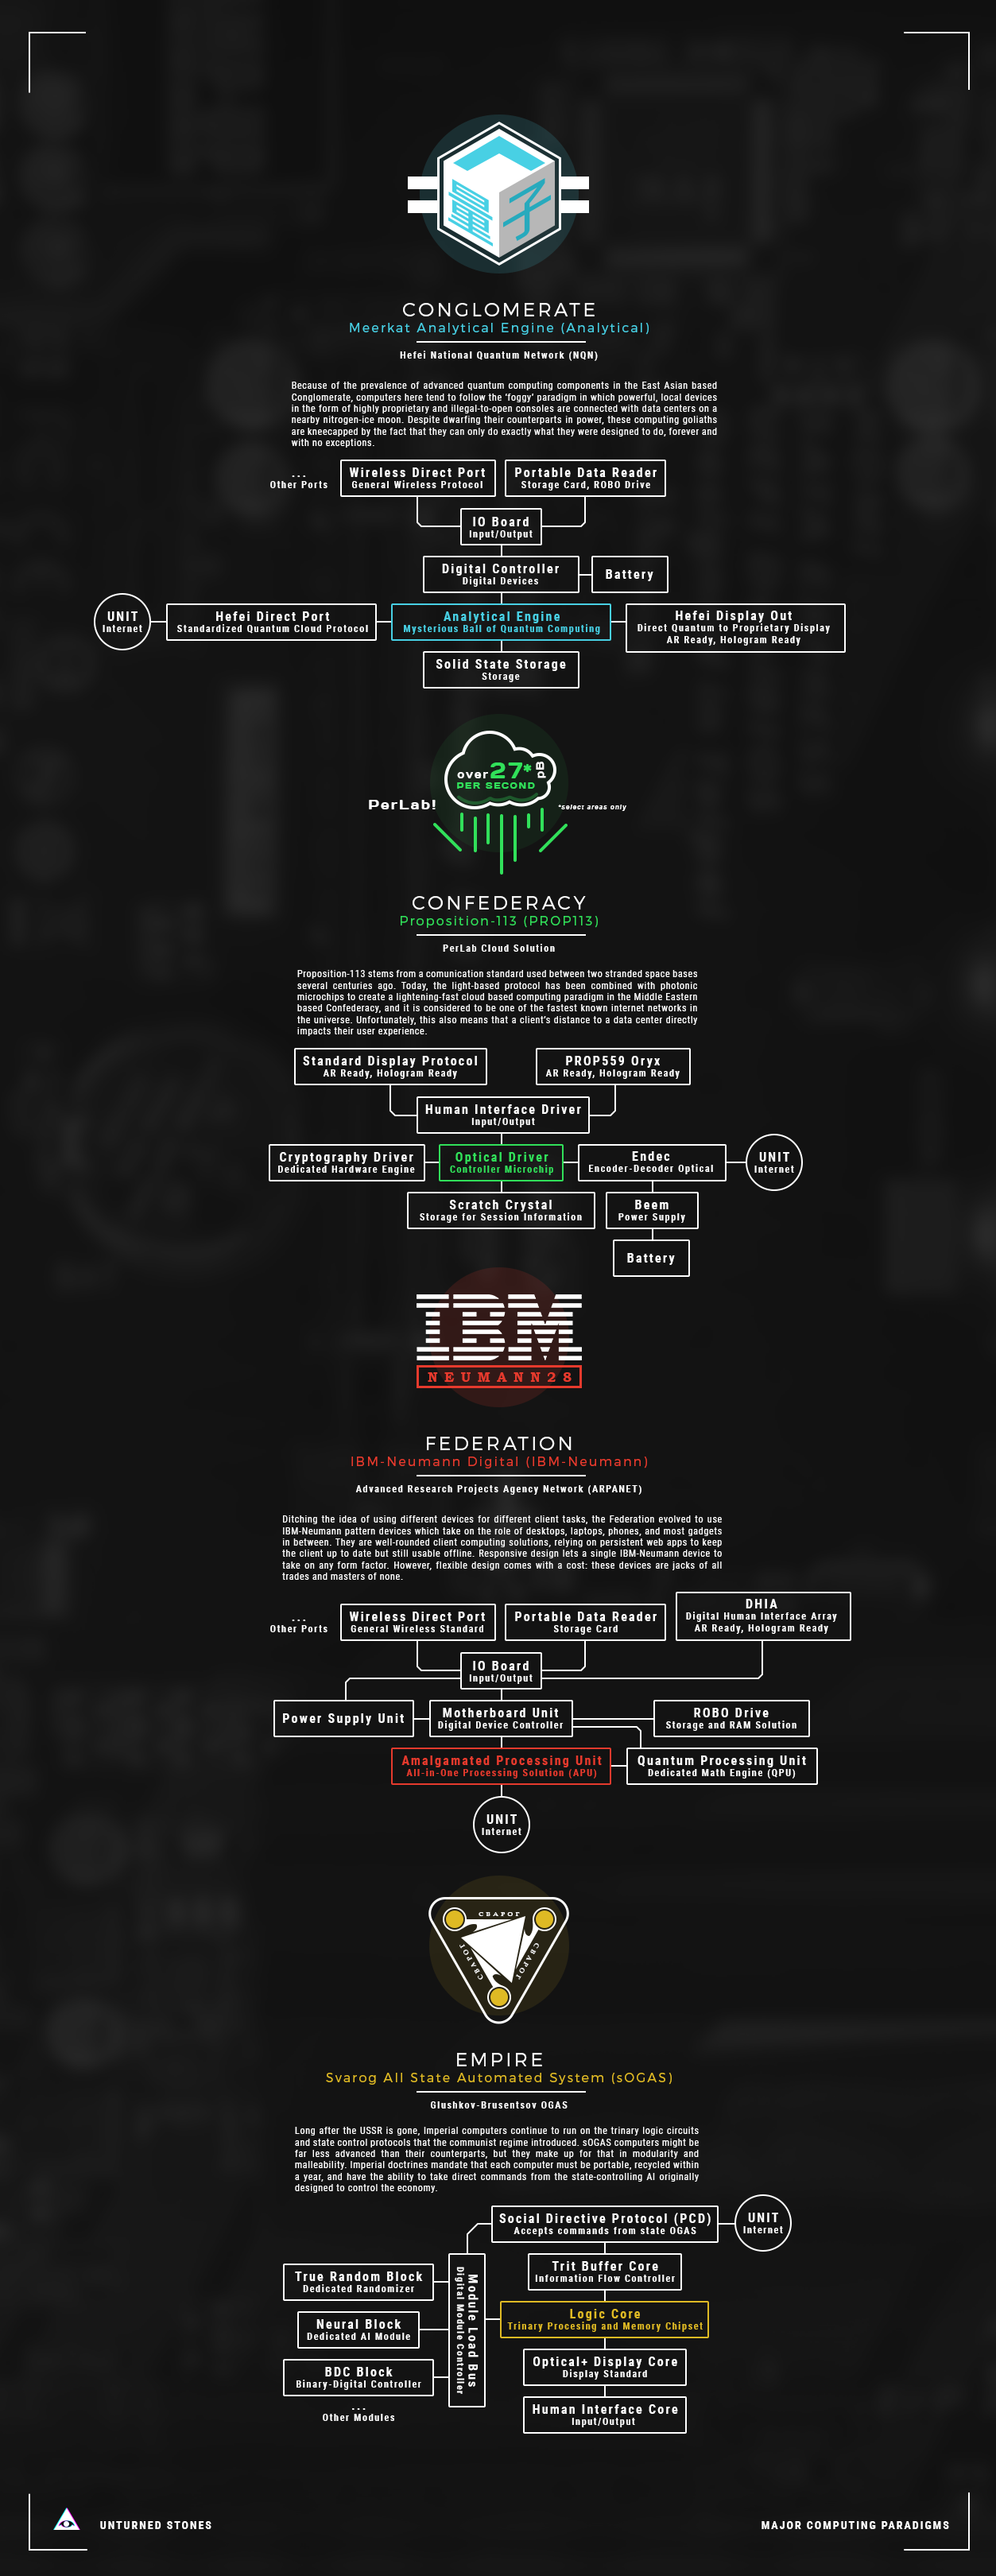 量子
CONGLOMERATE
Meerkat Analytical Engine (Analytical)
Hefei National Quantum Network (NQN)
Because of the prevalence of advanced quantum computing components in the East Asian based
Conglomerate, computers here tend to follow the 'foggy' paradigm in which powerful, local devices
in the form of highly proprietary and illegal-to-open consoles are connected with data centers on a
nearby nitrogen-ice moon. Despite dwarfing their counterparts in power, these computing goliaths
are kneecapped by the fact that they can only do exactly what they were designed to do, forever and
with no exceptions.
...
Other Ports
Wireless Direct Port
General Wireless Protocol
Portable Data Reader
Storage Card, ROBO Drive
IO Board
Input/Output
Digital Controller
Digital Devices
Battery
UNIT
Internet
Hefei Direct Port
Standardized Quantum Cloud Protocol
Analytical Engine
Mysterious Ball of Quantum Computing
Hefei Display Out
Direct Quantum to Proprietary Display
AR Ready, Hologram Ready
Solid State Storage
Storage
over 27* pB
PER SECOND
PerLab!
*select areas only
CONFEDERACY
Proposition-113 (PROP113)
PerLab Cloud Solution
Proposition-113 stems from a comunication standard used between two stranded space bases
several centuries ago. Today, the light-based protocol has been combined with photonic
microchips to create a lightening-fast cloud based computing paradigm in the Middle Eastern
based Confederacy, and it is considered to be one of the fastest known internet networks in
the universe. Unfortunately, this also means that a client's distance to a data center directly
impacts their user experience.
Standard Display Protocol
AR Ready, Hologram Ready
PROP559 Oryx
AR Ready, Hologram Ready
Human Interface Driver
Input/Output
Cryptography Driver
Dedicated Hardware Engine
Optical Driver
Controller Microchip
Endec
Encoder-Decoder Optical
UNIT
Internet
Scratch Crystal
Storage for Session Information
Beem
Power Supply
Battery
IBM
NEUMANN28
FEDERATION
IBM-Neumann Digital (IBM-Neumann)
Advanced Research Projects Agency Network (ARPANET)
Ditching the idea of using different devices for different client tasks, the Federation evolved to use
IBM-Neumann pattern devices which take on the role of desktops, laptops, phones, and most gadgets
in between. They are well-rounded client computing solutions, relying on persistent web apps to keep
the client up to date but still usable offline. Responsive design lets a single IBM-Neumann device to
take on any form factor. However, flexible design comes with a cost: these devices are jacks of all
trades and masters of none.
...
Other Ports
Wireless Direct Port
General Wireless Standard
Portable Data Reader
Storage Card
DHIA
Digital Human Interface Array
AR Ready, Hologram Ready
IO Board
Input/Output
Power Supply Unit
Motherboard Unit
Digital Device Controller
ROBO Drive
Storage and RAM Solution
Amalgamated Processing Unit
All-in-One Processing Solution (APU)
Quantum Processing Unit
Dedicated Math Engine (QPU)
UNIT
Internet
СВАРОГ
СВАРОГ
СВАРОГ
EMPIRE
Svarog All State Automated System (sOGAS)
Glushkov-Brusentsov OGAS
Long after the USSR is gone, Imperial computers continue to run on the trinary logic circuits
and state control protocols that the communist regime introduced. sOGAS computers might be
far less advanced than their counterparts, but they make up for that in modularity and
malleability. Imperial doctrines mandate that each computer must be portable, recycled within
a year, and have the ability to take direct commands from the state-controlling AI originally
designed to control the economy.
Social Directive Protocol (PCD)
Accepts commands from state OGAS
UNIT
Internet
True Random Block
Dedicated Randomizer
Module Load Bus
Digital Module Controller
Trit Buffer Core
Information Flow Controller
Neural Block
Dedicated AI Module
Logic Core
Trinary Procesing and Memory Chipset
BDC Block
Binary-Digital Controller
Optical+ Display Core
Display Standard
...
Other Modules
Human Interface Core
Input/Output
UNTURNED STONES
MAJOR COMPUTING PARADIGMS